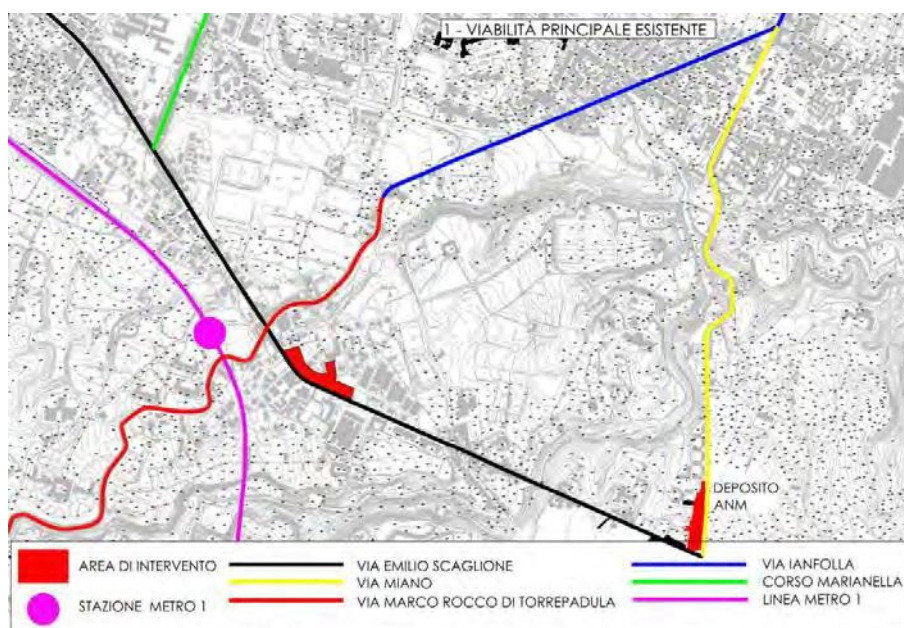 1 - VIABILITÀ PRINCIPALE ESISTENTE
DEPOSITO
ANM
AREA DI INTERVENTO
STAZIONE METRO 1
VIA EMILIO SCAGLIONE
VIA MIANO
VIA MARCO ROCCO DI TORREPADULA
VIA IANFOLLA
CORSO MARIANELLA
LINEA METRO 1